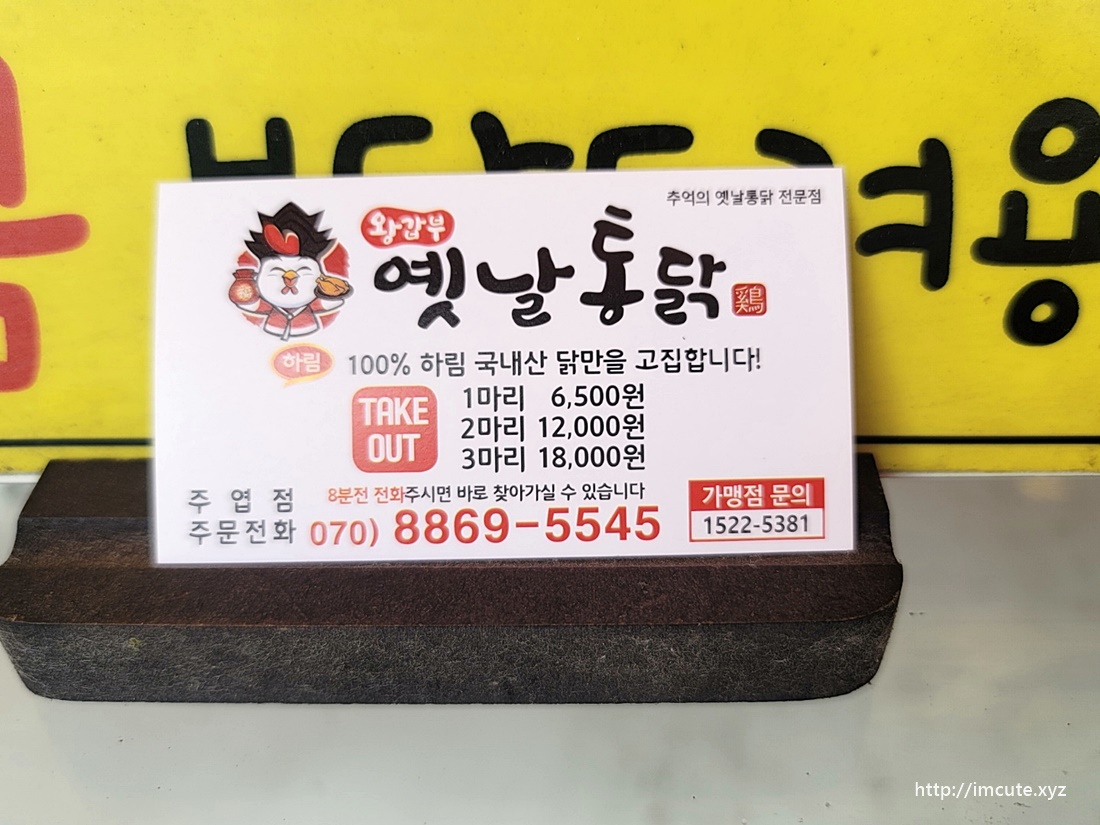 추억의 옛날통닭 전문점
왕갑부
옛날통닭 鷄
하림 100% 하림 국내산 닭만을 고집합니다!
TAKE OUT
1마리 6,500원
2마리 12,000원
3마리 18,000원
8분전 전화주시면 바로 찾아가실 수 있습니다
주엽점
주문전화 070) 8869-5545
가맹점 문의
1522-5381
http://imcute.xyz